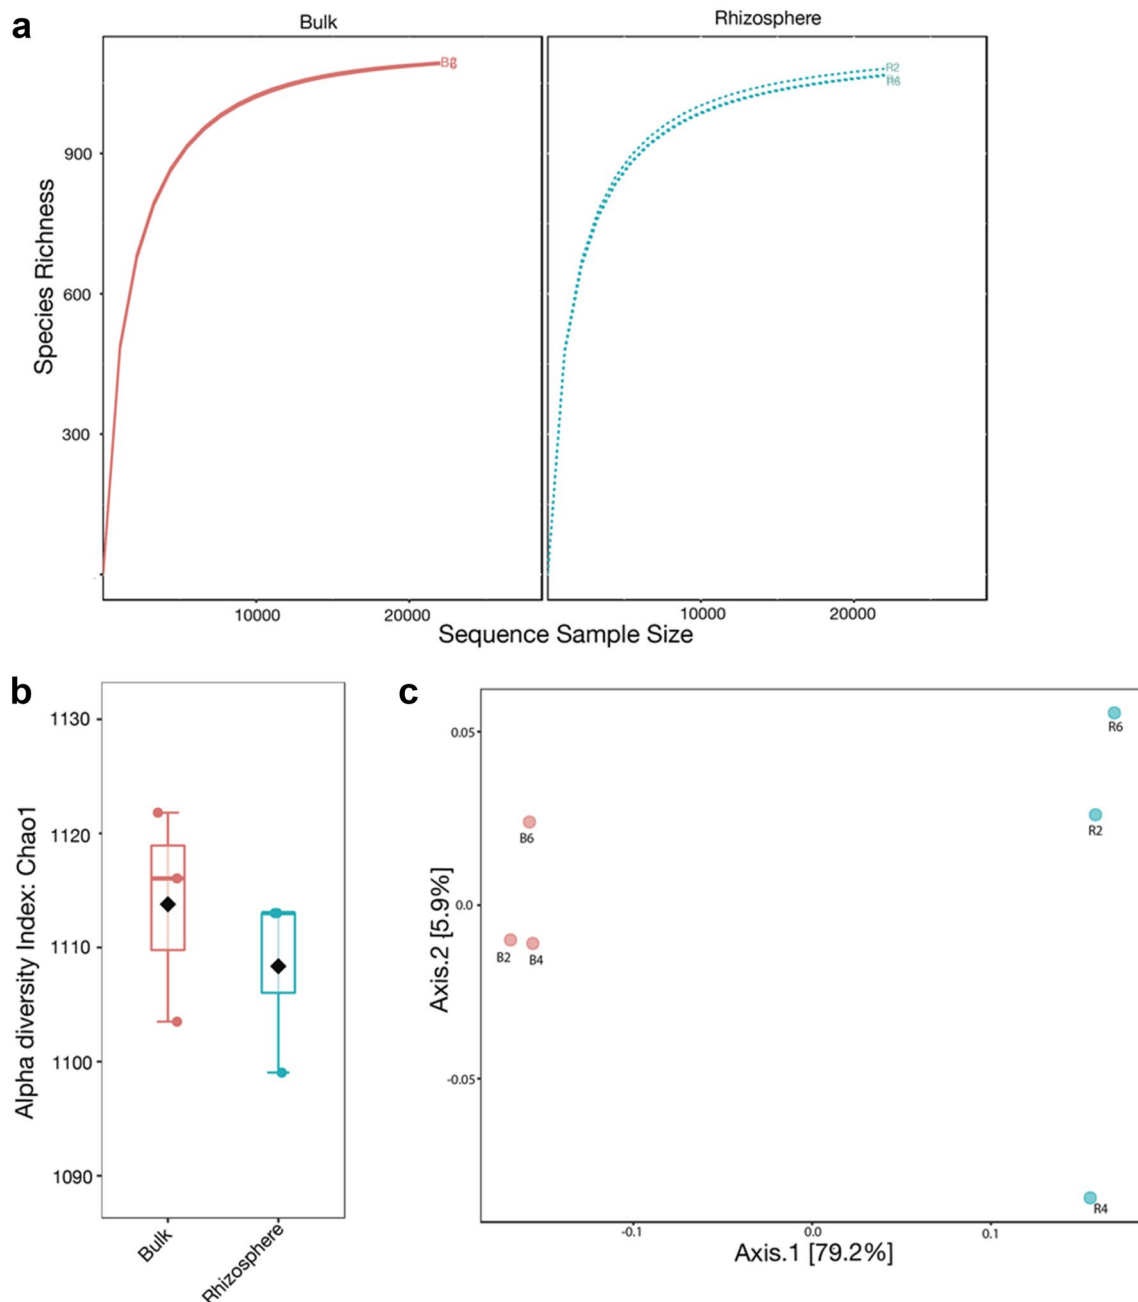 a
Bulk
Rhizosphere
Species Richness
900
600
300
R2
R6
10000
20000
10000
20000
Sequence Sample Size
b
Alpha diversity Index: Chao1
1130
1120
1110
1100
1090
Bulk
Rhizosphere
c
Axis.2 [5.9%]
0.05
0.0
-0.05
R6
R2
B6
B2
B4
R4
-0.1
0.0
0.1
Axis.1 [79.2%]